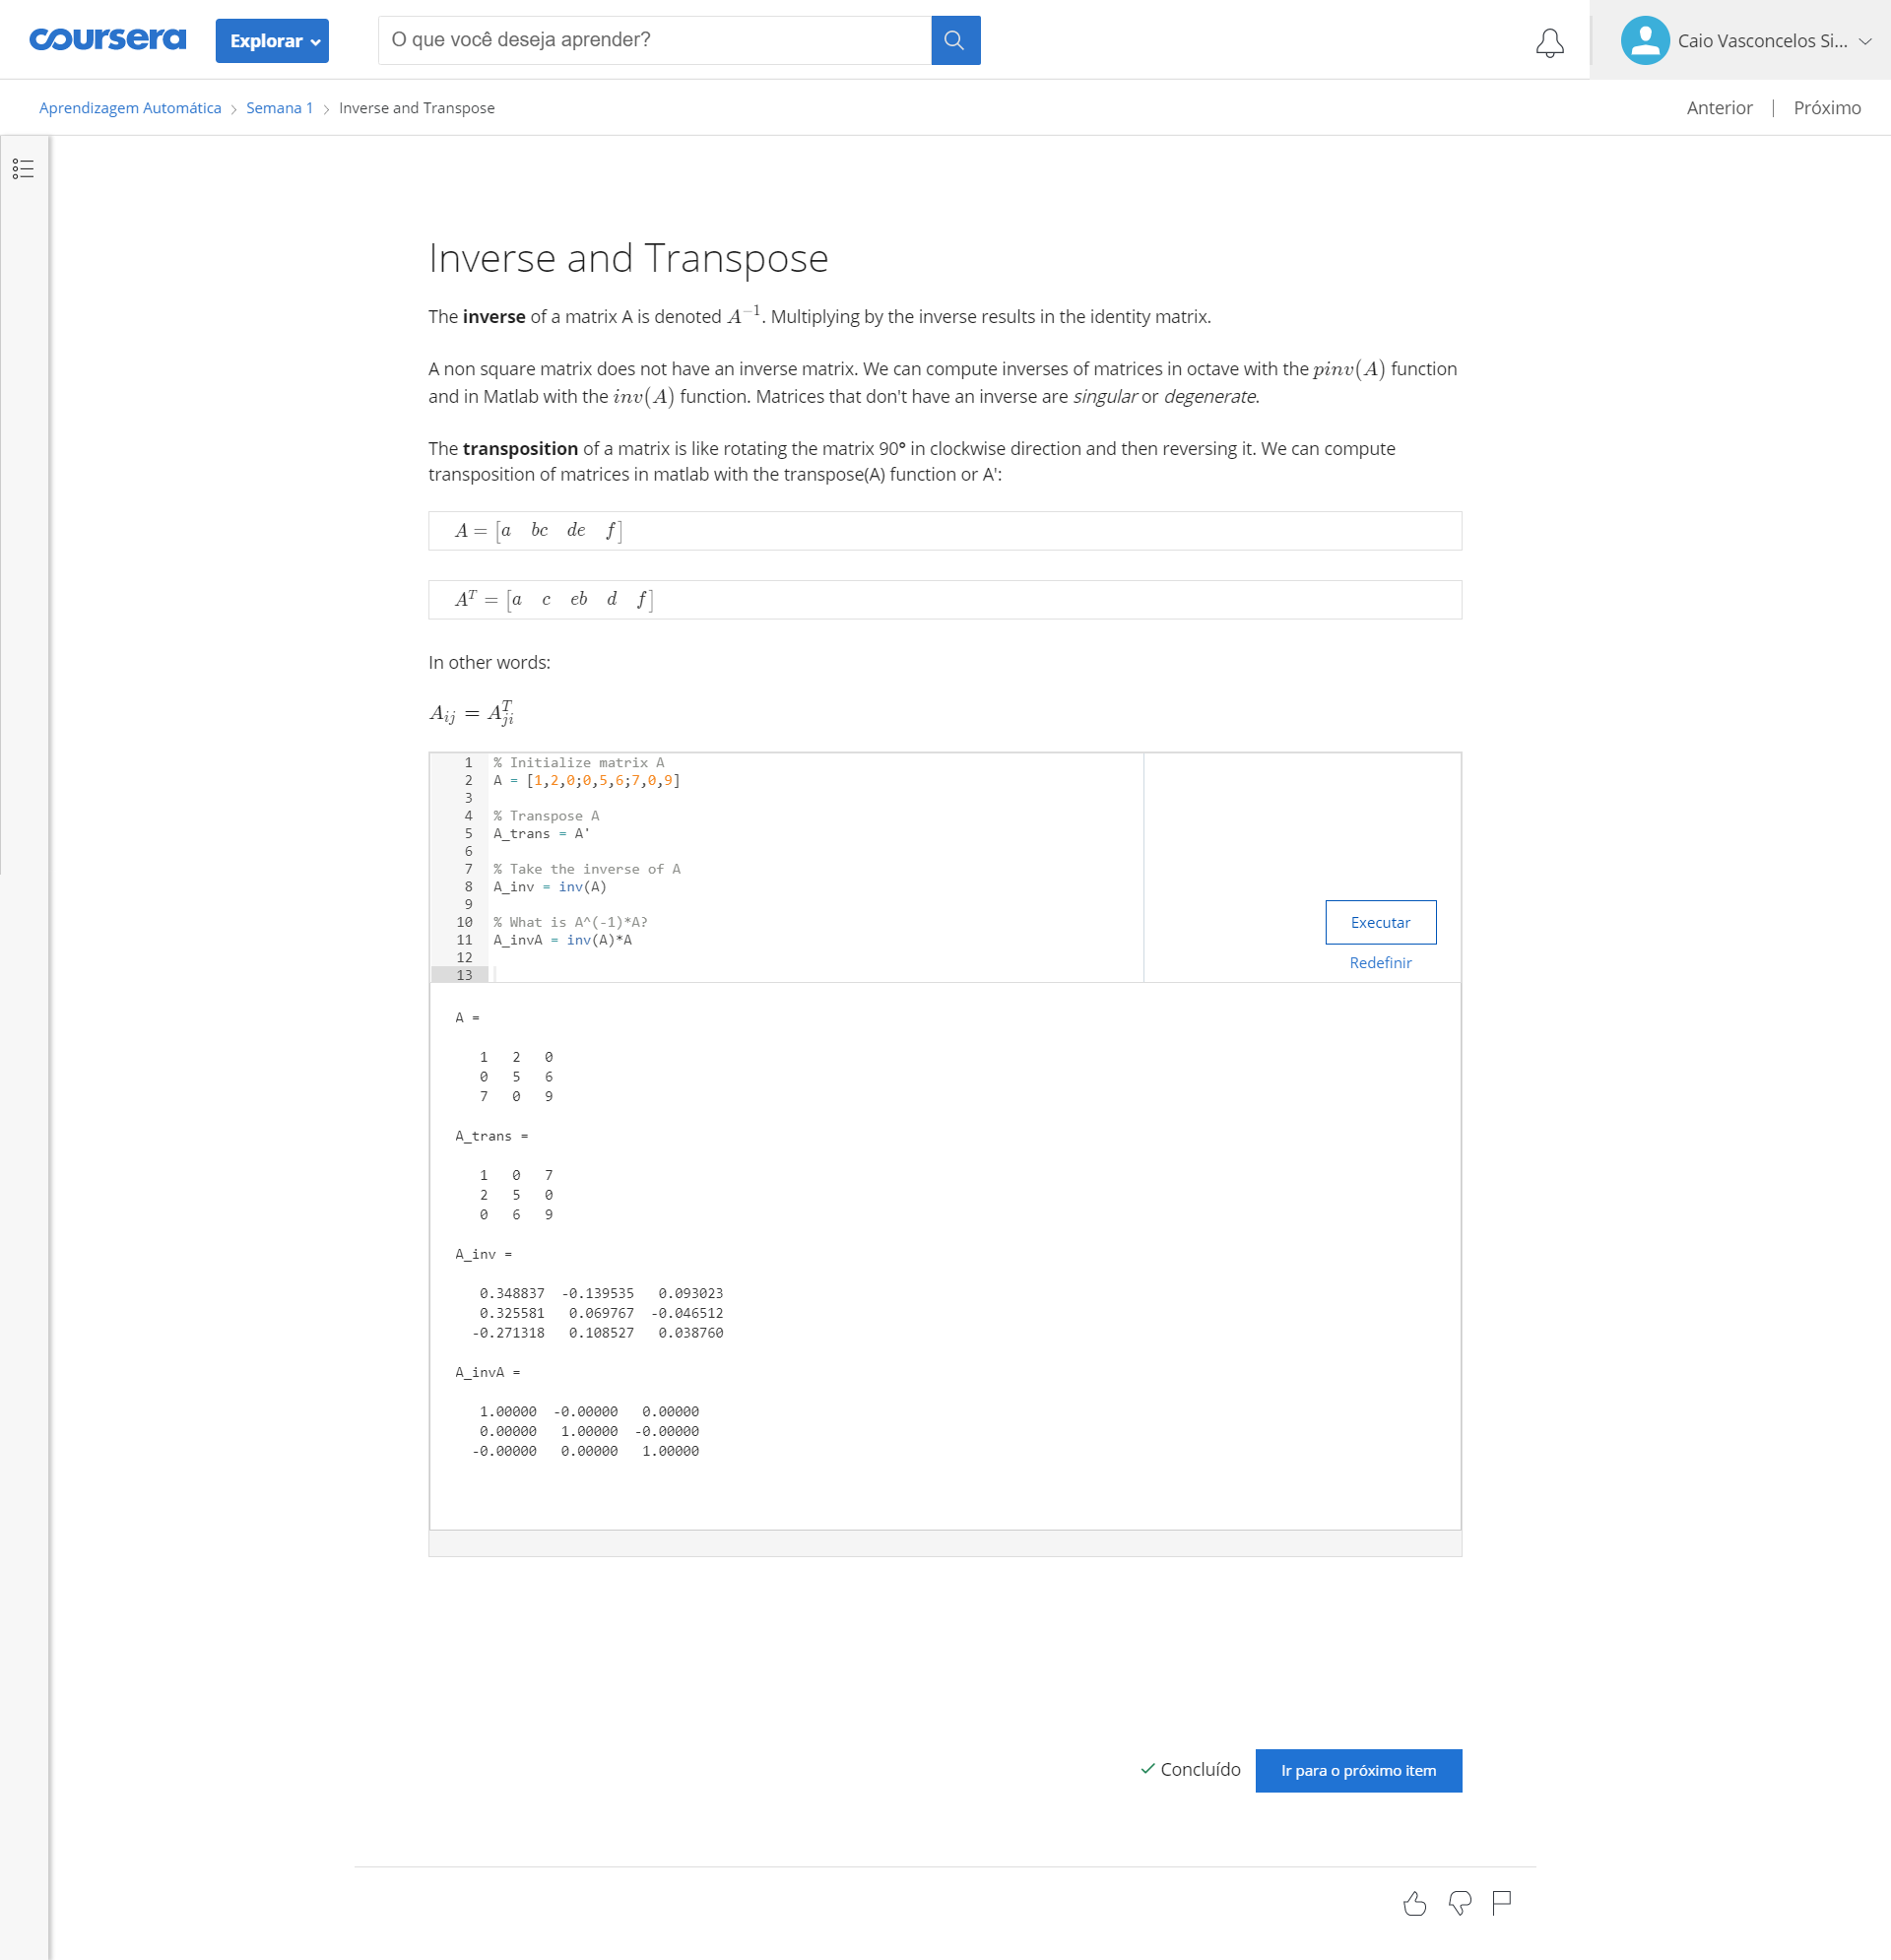 coursera Explorar O que você deseja aprender? Caio Vasconcelos Si...
Aprendizagem Automática > Semana 1 > Inverse and Transpose Anterior | Próximo
Inverse and Transpose
The inverse of a matrix A is denoted A⁻¹. Multiplying by the inverse results in the identity matrix.
A non square matrix does not have an inverse matrix. We can compute inverses of matrices in octave with the pinv(A) function
and in Matlab with the inv(A) function. Matrices that don't have an inverse are singular or degenerate.
The transposition of a matrix is like rotating the matrix 90° in clockwise direction and then reversing it. We can compute
transposition of matrices in matlab with the transpose(A) function or A':
A = [a bc de f]
Aᵀ = [a c eb d f]
In other words:
A_{ij} = A_{ji}^T
1 % Initialize matrix A
2 A = [1,2,0;0,5,6;7,0,9]
3
4 % Transpose A
5 A_trans = A'
6
7 % Take the inverse of A
8 A_inv = inv(A)
9
10 % What is A^(-1)*A?
11 A_invA = inv(A)*A
12
13
Executar
Redefinir
A =
1 2 0
0 5 6
7 0 9
A_trans =
1 0 7
2 5 0
0 6 9
A_inv =
0.348837 -0.139535 0.093023
0.325581 0.069767 -0.046512
-0.271318 0.108527 0.038760
A_invA =
1.00000 -0.00000 0.00000
0.00000 1.00000 -0.00000
-0.00000 0.00000 1.00000
Concluído Ir para o próximo item